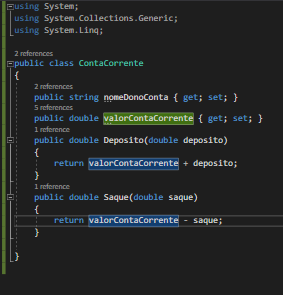 using System;
using System.Collections.Generic;
using System.Linq;
2 references
public class ContaCorrente
{
2 references
public string nomeDonoConta { get; set; }
5 references
public double valorContaCorrente { get; set; }
1 reference
public double Deposito(double deposito)
{
return valorContaCorrente + deposito;
}
1 reference
public double Saque(double saque)
{
return valorContaCorrente - saque;
}
}